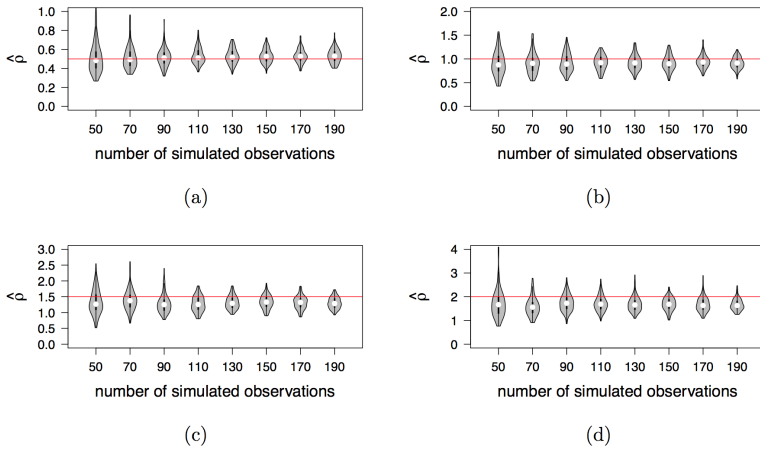 1.0
0.8
0.6
0.4
0.2
0.0
ρ̂
50 70 90 110 130 150 170 190
number of simulated observations
(a)
2.0
1.5
1.0
0.5
0.0
ρ̂
50 70 90 110 130 150 170 190
number of simulated observations
(b)
3.0
2.5
2.0
1.5
1.0
0.5
0.0
ρ̂
50 70 90 110 130 150 170 190
number of simulated observations
(c)
4
3
2
1
0
ρ̂
50 70 90 110 130 150 170 190
number of simulated observations
(d)